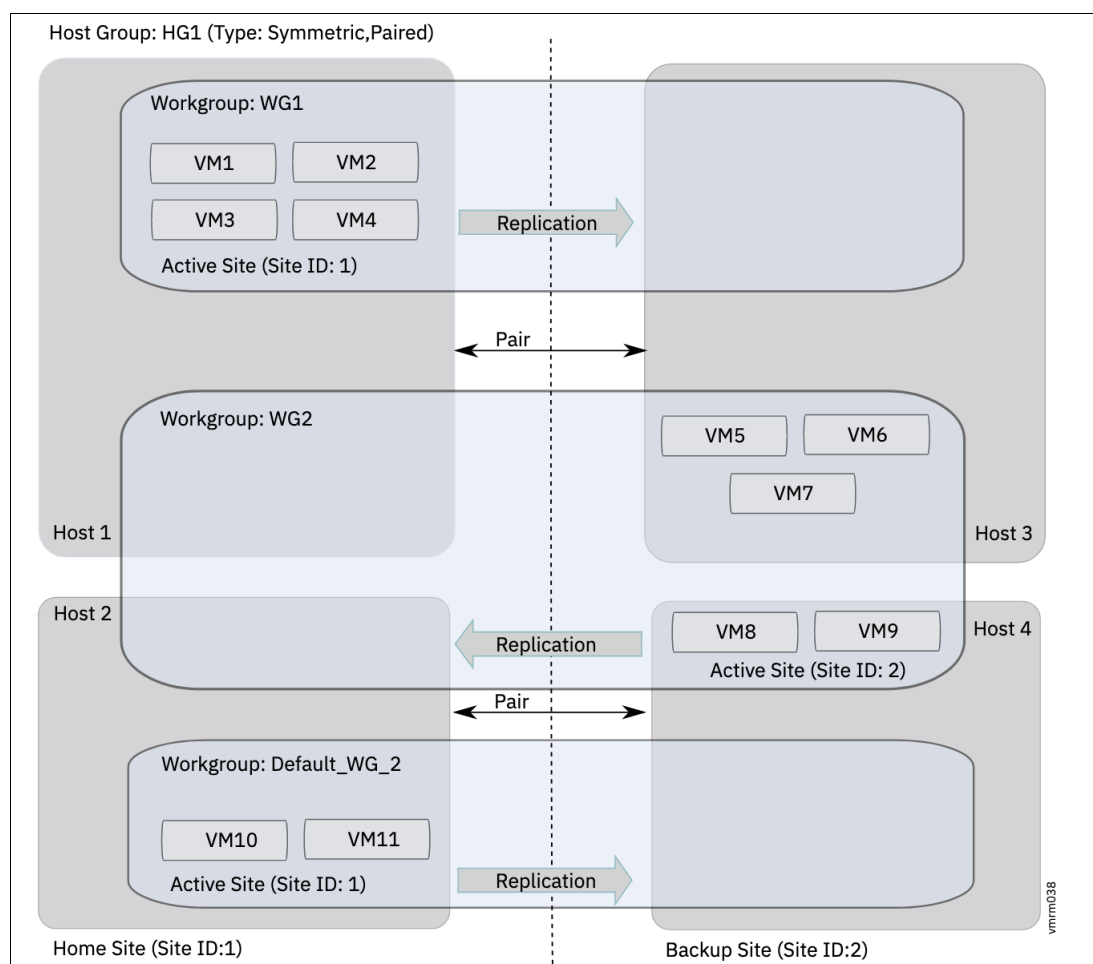 Host Group: HG1 (Type: Symmetric,Paired)
Workgroup: WG1
VM1
VM2
VM3
VM4
Replication
Active Site (Site ID: 1)
Pair
Workgroup: WG2
VM5
VM6
VM7
Host 1
Host 3
Host 2
VM8
VM9
Host 4
Replication
Active Site (Site ID: 2)
Pair
Workgroup: Default_WG_2
VM10
VM11
Replication
Active Site (Site ID: 1)
vmrm038
Home Site (Site ID:1)
Backup Site (Site ID:2)